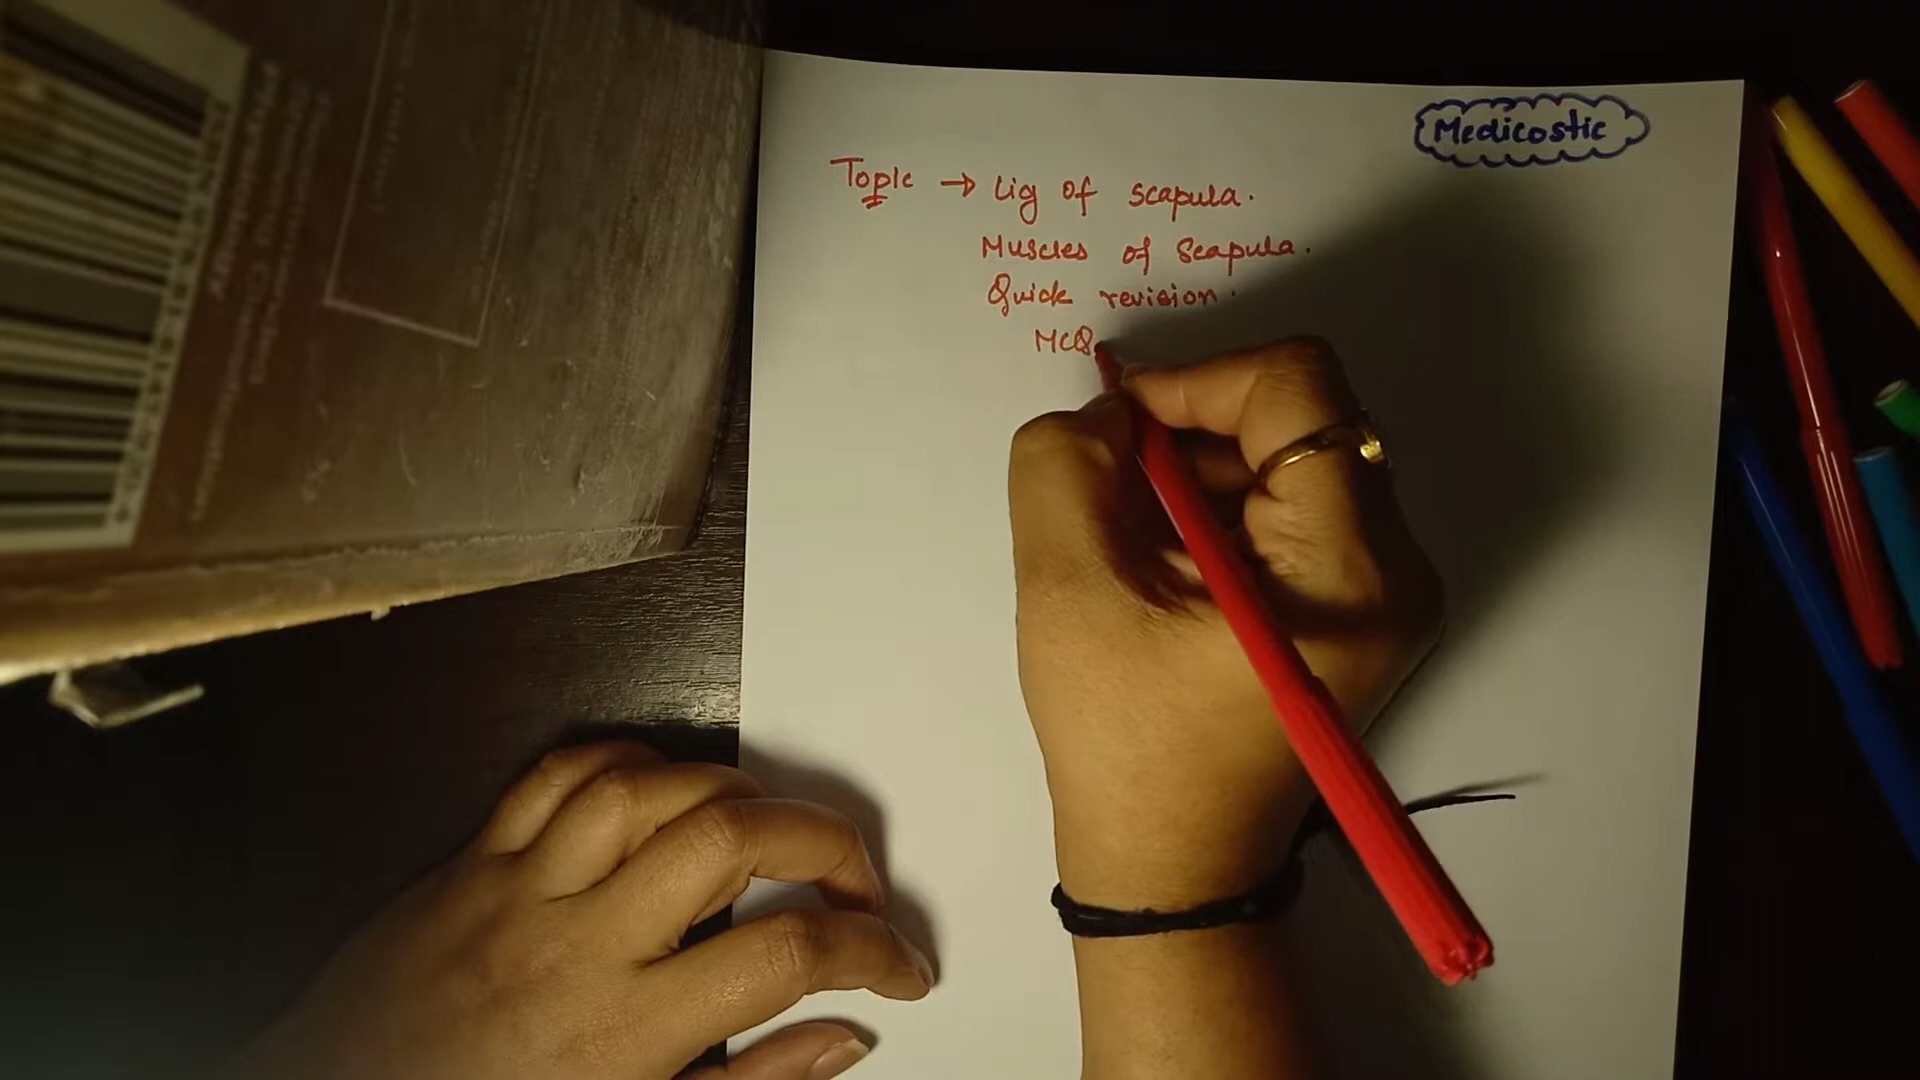 Medicostic
Topic → Lig of scapula.
Muscles of Scapula.
Quick revision.
MCQ